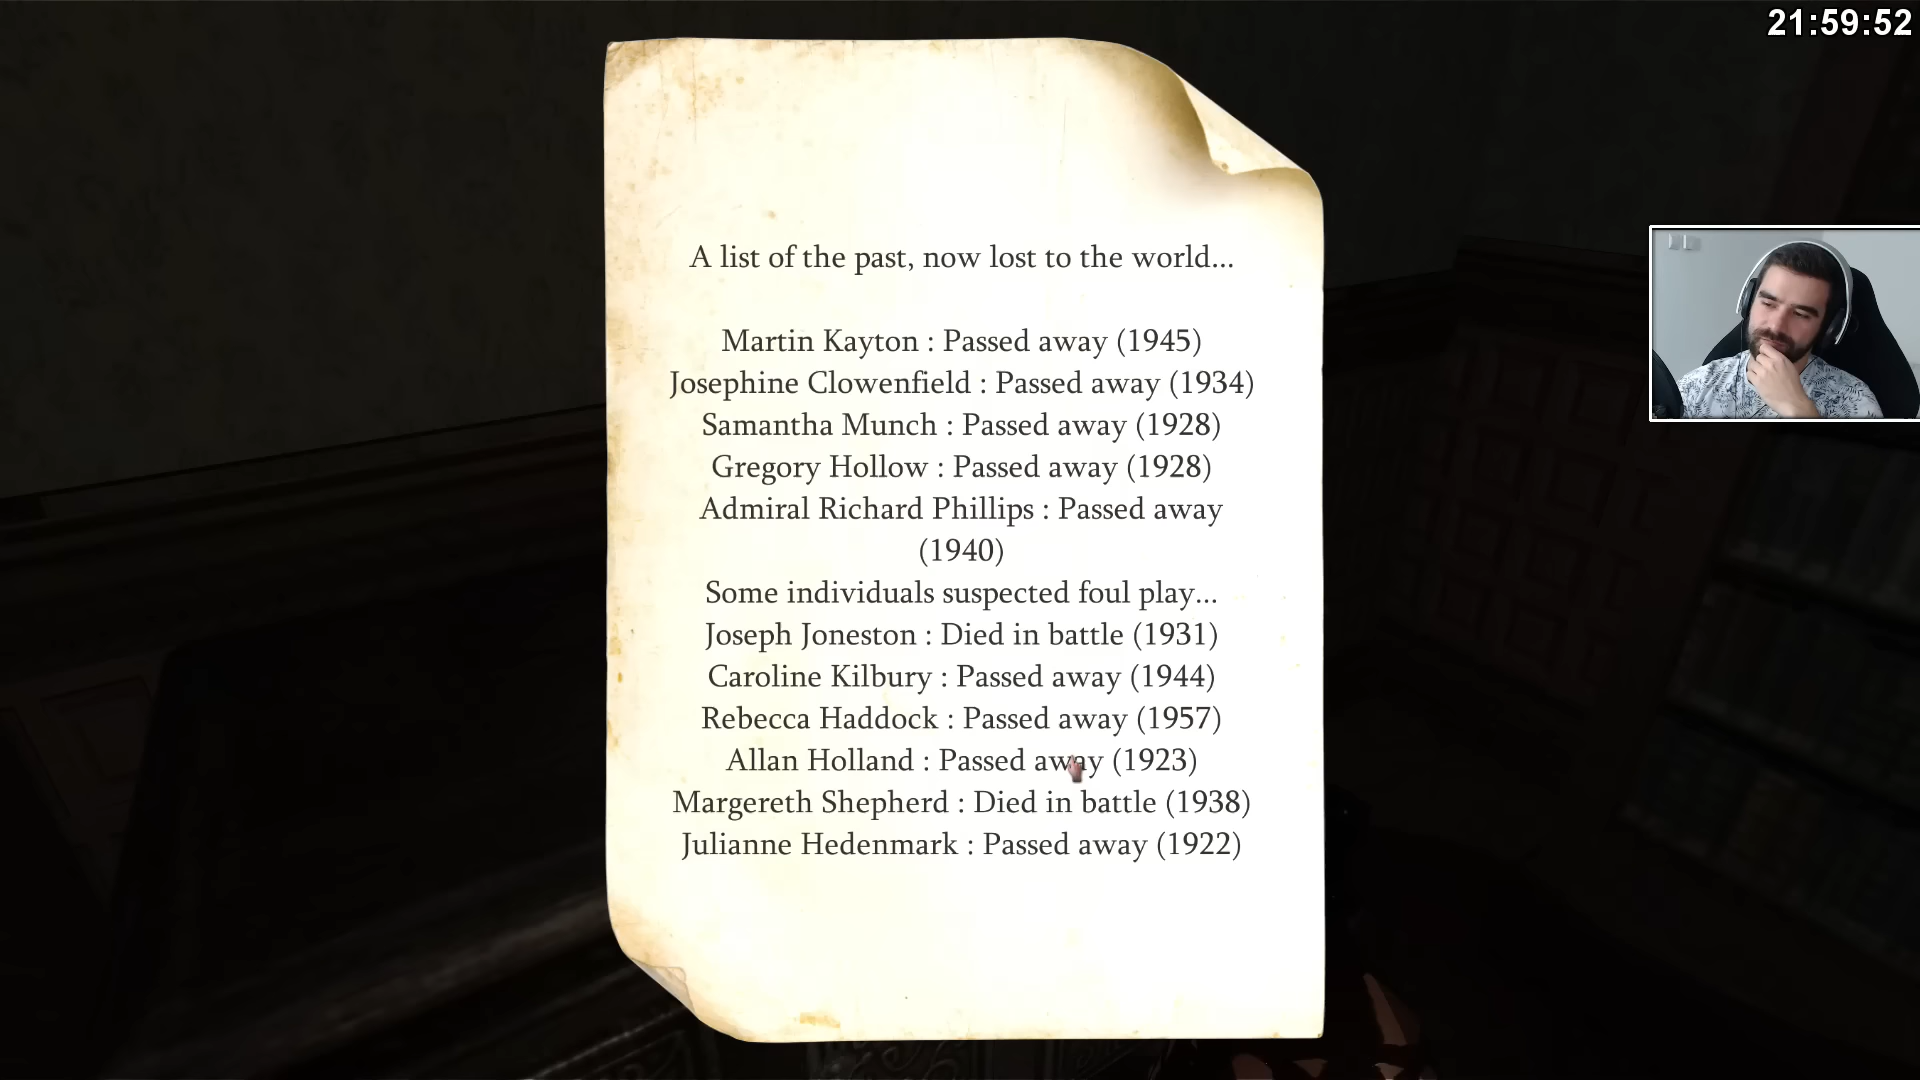 21:59:52
A list of the past, now lost to the world...
Martin Kayton : Passed away (1945)
Josephine Clowenfield : Passed away (1934)
Samantha Munch : Passed away (1928)
Gregory Hollow : Passed away (1928)
Admiral Richard Phillips : Passed away
(1940)
Some individuals suspected foul play...
Joseph Joneston : Died in battle (1931)
Caroline Kilbury : Passed away (1944)
Rebecca Haddock : Passed away (1957)
Allan Holland : Passed away (1923)
Margereth Shepherd : Died in battle (1938)
Julianne Hedenmark : Passed away (1922)